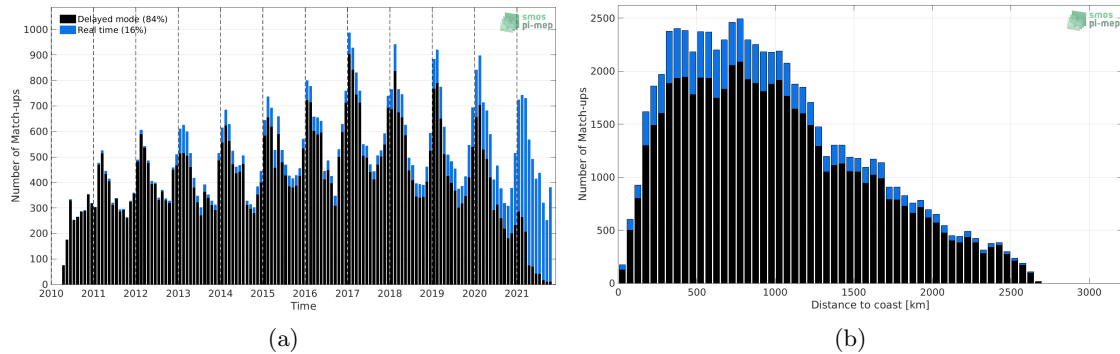 Delayed mode (84%)
Real time (16%)
smos
pi-mep
Number of Match-ups
1000
900
800
700
600
500
400
300
200
100
0
2010 2011 2012 2013 2014 2015 2016 2017 2018 2019 2020 2021
Time
(a)
smos
pi-mep
Number of Match-ups
2500
2000
1500
1000
500
0
0 500 1000 1500 2000 2500 3000
Distance to coast [km]
(b)